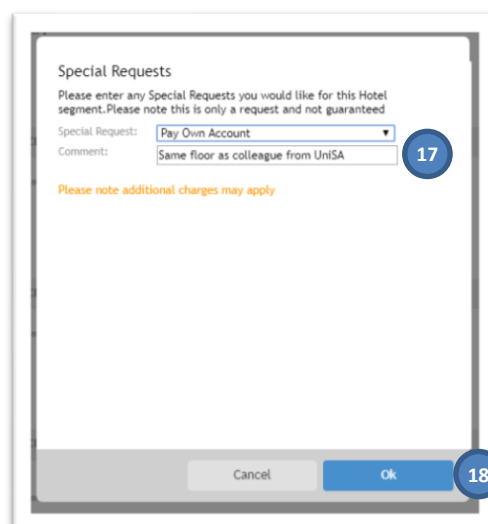 Special Requests
Please enter any Special Requests you would like for this Hotel
segment.Please note this is only a request and not guaranteed
Special Request: Pay Own Account
Comment: Same floor as colleague from UniSA
17
Please note additional charges may apply
Cancel Ok 18